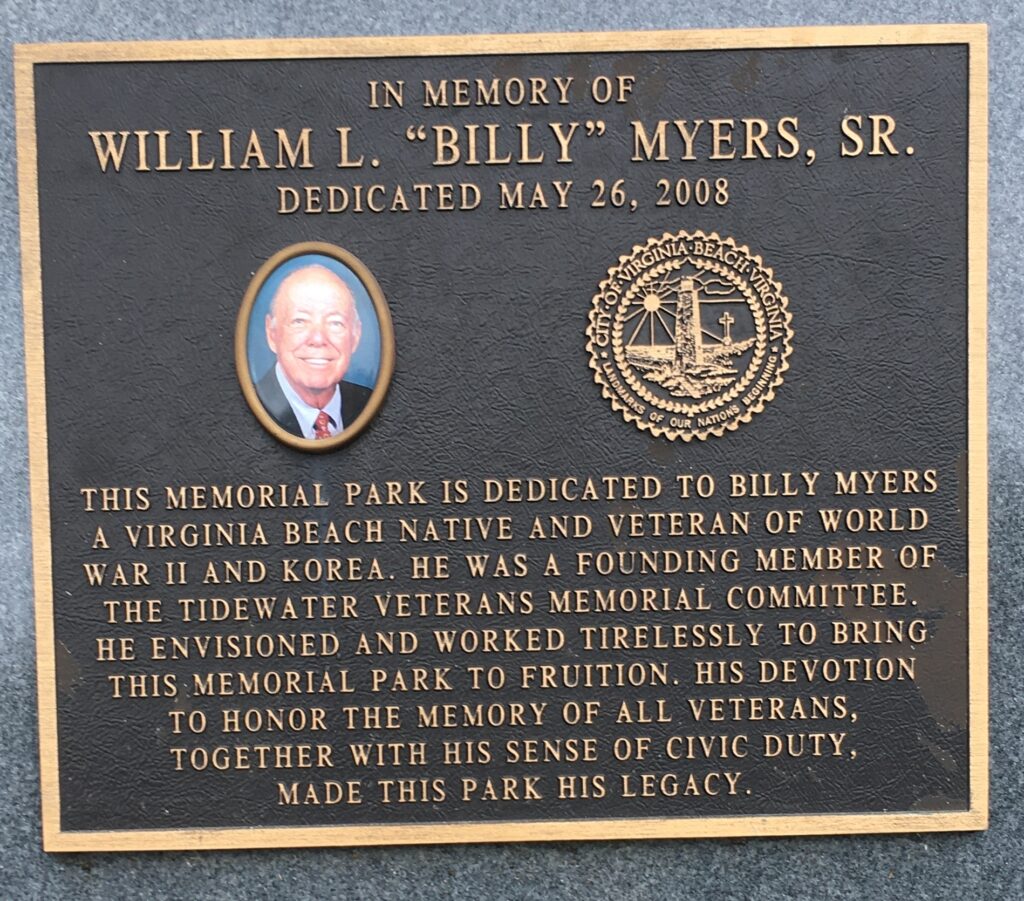 IN MEMORY OF
WILLIAM L. “BILLY” MYERS, SR.
DEDICATED MAY 26, 2008
CITY·OF·VIRGINIA·BEACH·VIRGINIA
LANDMARKS OF OUR NATIONS BEGINNING
THIS MEMORIAL PARK IS DEDICATED TO BILLY MYERS
A VIRGINIA BEACH NATIVE AND VETERAN OF WORLD
WAR II AND KOREA. HE WAS A FOUNDING MEMBER OF
THE TIDEWATER VETERANS MEMORIAL COMMITTEE.
HE ENVISIONED AND WORKED TIRELESSLY TO BRING
THIS MEMORIAL PARK TO FRUITION. HIS DEVOTION
TO HONOR THE MEMORY OF ALL VETERANS,
TOGETHER WITH HIS SENSE OF CIVIC DUTY,
MADE THIS PARK HIS LEGACY.